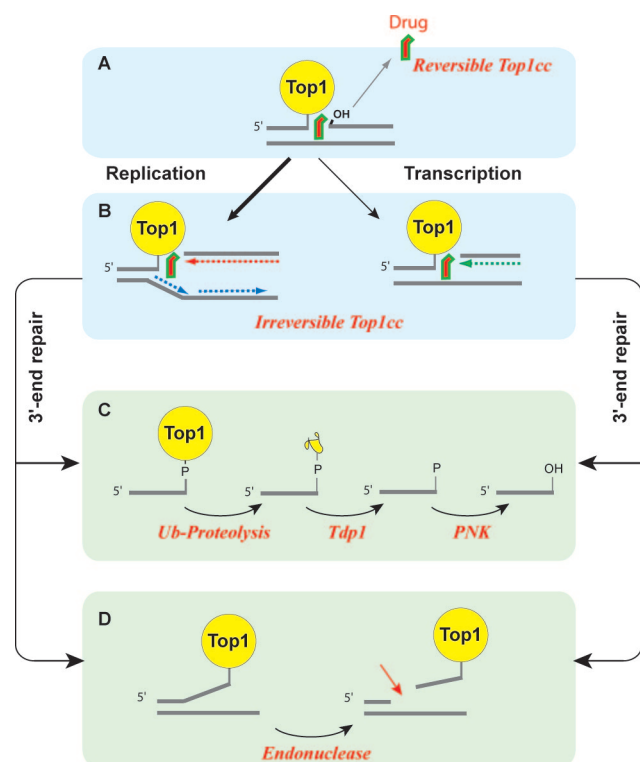 Drug
A
Reversible Top1cc
Top1
OH
5'
Replication
Transcription
B
Top1
Top1
5'
5'
Irreversible Top1cc
3'-end repair
3'-end repair
C
Top1
P
P
P
OH
5'
5'
5'
5'
Ub-Proteolysis
Tdp1
PNK
D
Top1
Top1
5'
5'
Endonuclease